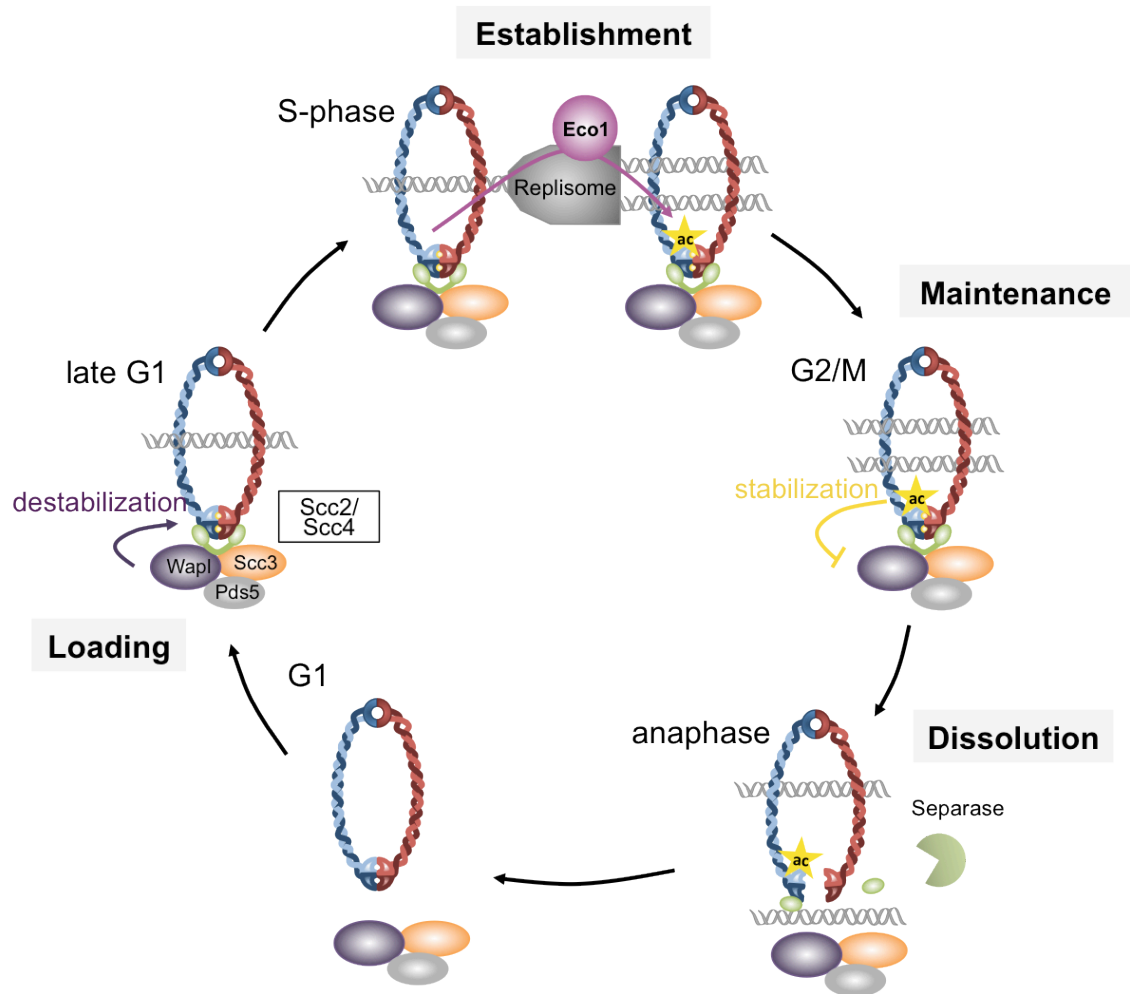 Establishment
S-phase
Eco1
Replisome
ac
Maintenance
G2/M
stabilization
ac
late G1
destabilization
Scc2/
Scc4
Wapl
Scc3
Pds5
Loading
G1
anaphase
Dissolution
Separase
ac